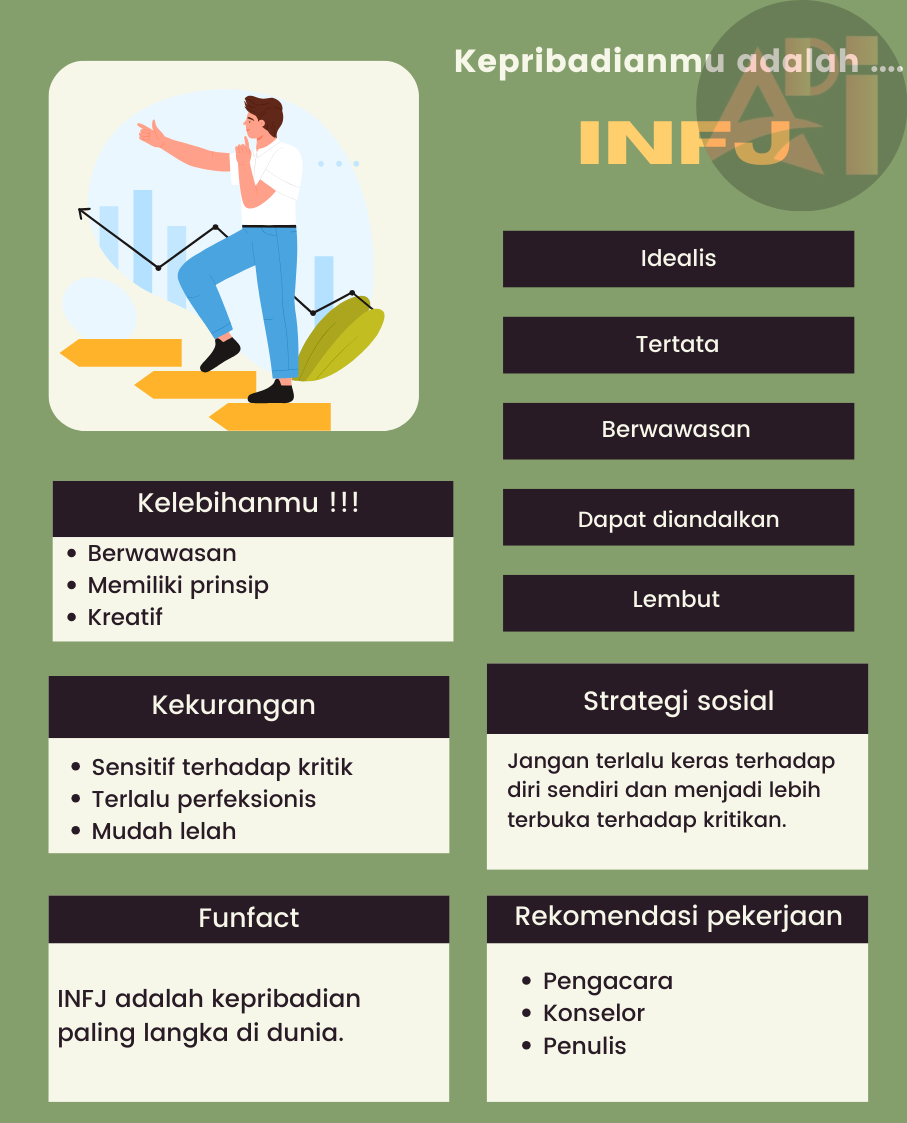 Kepribadianmu adalah ....
INFJ
Idealis
Tertata
Berwawasan
Dapat diandalkan
Lembut
Kelebihanmu !!!
• Berwawasan
• Memiliki prinsip
• Kreatif
Kekurangan
• Sensitif terhadap kritik
• Terlalu perfeksionis
• Mudah lelah
Strategi sosial
Jangan terlalu keras terhadap
diri sendiri dan menjadi lebih
terbuka terhadap kritikan.
Funfact
INFJ adalah kepribadian
paling langka di dunia.
Rekomendasi pekerjaan
• Pengacara
• Konselor
• Penulis